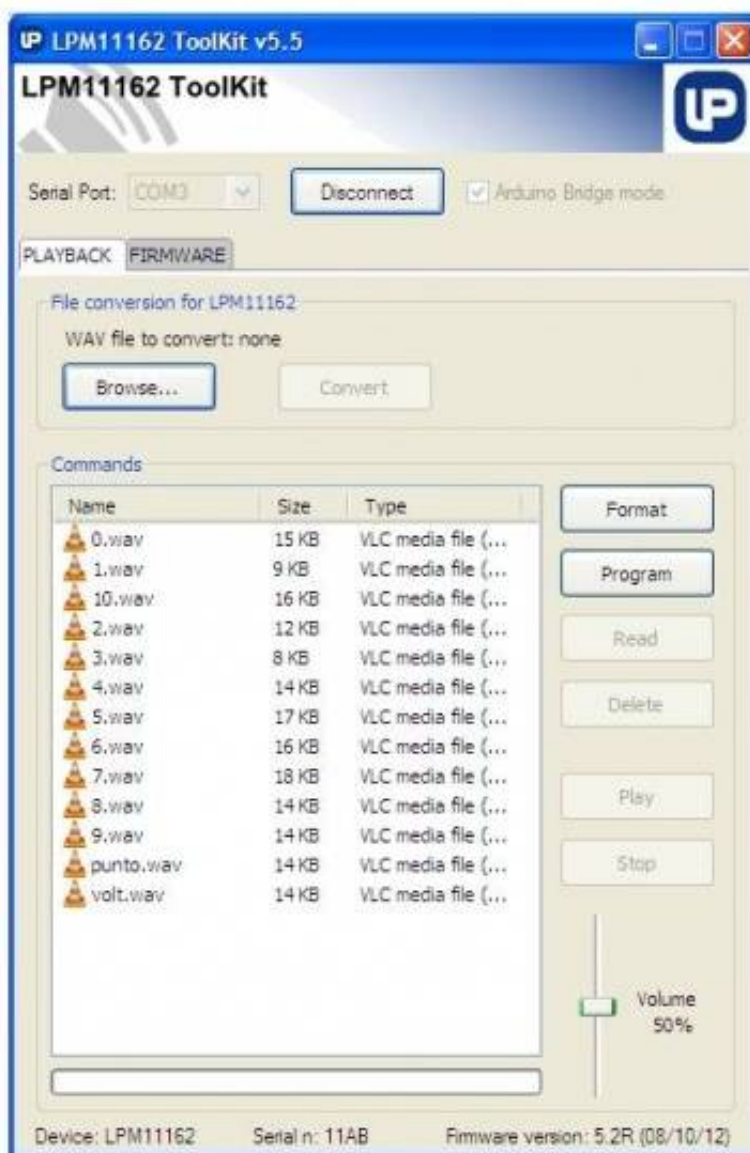 LPM11162 ToolKit v5.5
LPM11162 ToolKit
Serial Port: COM3 Disconnect Arduino Bridge mode
PLAYBACK FIRMWARE
File conversion for LPM11162
WAV file to convert: none
Browse... Convert
Commands
Name Size Type
0.wav 15 KB VLC media file (...
1.wav 9 KB VLC media file (...
10.wav 16 KB VLC media file (...
2.wav 12 KB VLC media file (...
3.wav 8 KB VLC media file (...
4.wav 14 KB VLC media file (...
5.wav 17 KB VLC media file (...
6.wav 16 KB VLC media file (...
7.wav 18 KB VLC media file (...
8.wav 14 KB VLC media file (...
9.wav 14 KB VLC media file (...
punto.wav 14 KB VLC media file (...
volt.wav 14 KB VLC media file (...
Format
Program
Read
Delete
Play
Stop
Volume
50%
Device: LPM11162 Serial n: 11AB Firmware version: 5.2R (08/10/12)